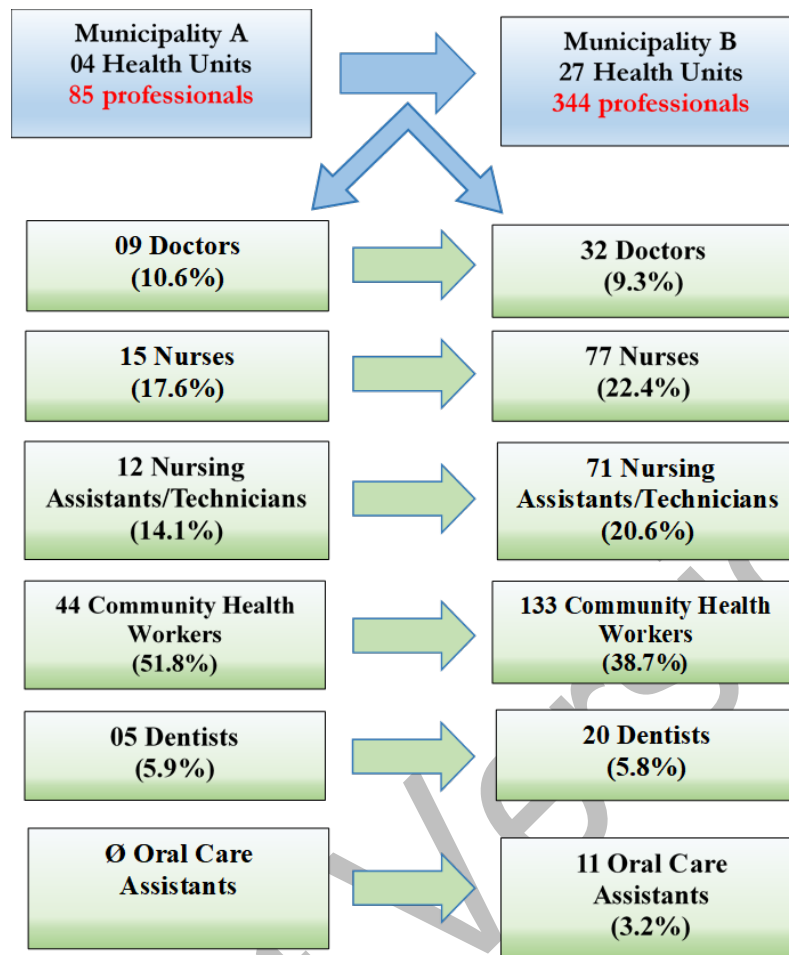 Municipality A
04 Health Units
85 professionals
Municipality B
27 Health Units
344 professionals
09 Doctors
(10.6%)
32 Doctors
(9.3%)
15 Nurses
(17.6%)
77 Nurses
(22.4%)
12 Nursing
Assistants/Technicians
(14.1%)
71 Nursing
Assistants/Technicians
(20.6%)
44 Community Health
Workers
(51.8%)
133 Community Health
Workers
(38.7%)
05 Dentists
(5.9%)
20 Dentists
(5.8%)
Ø Oral Care
Assistants
11 Oral Care
Assistants
(3.2%)